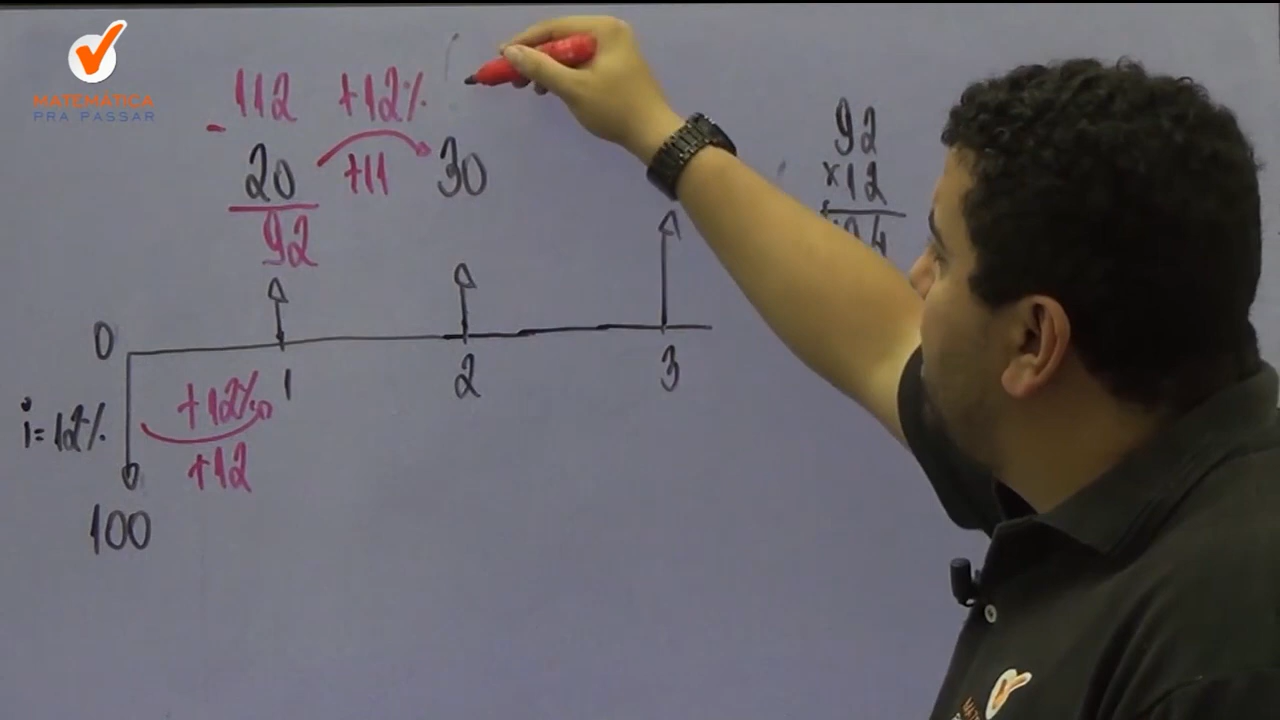 MATEMÁTICA
PRA PASSAR
112 +12%
- 20 +11 30
92
92
x12
0
1 2 3
i=12%
+12%
+12
100